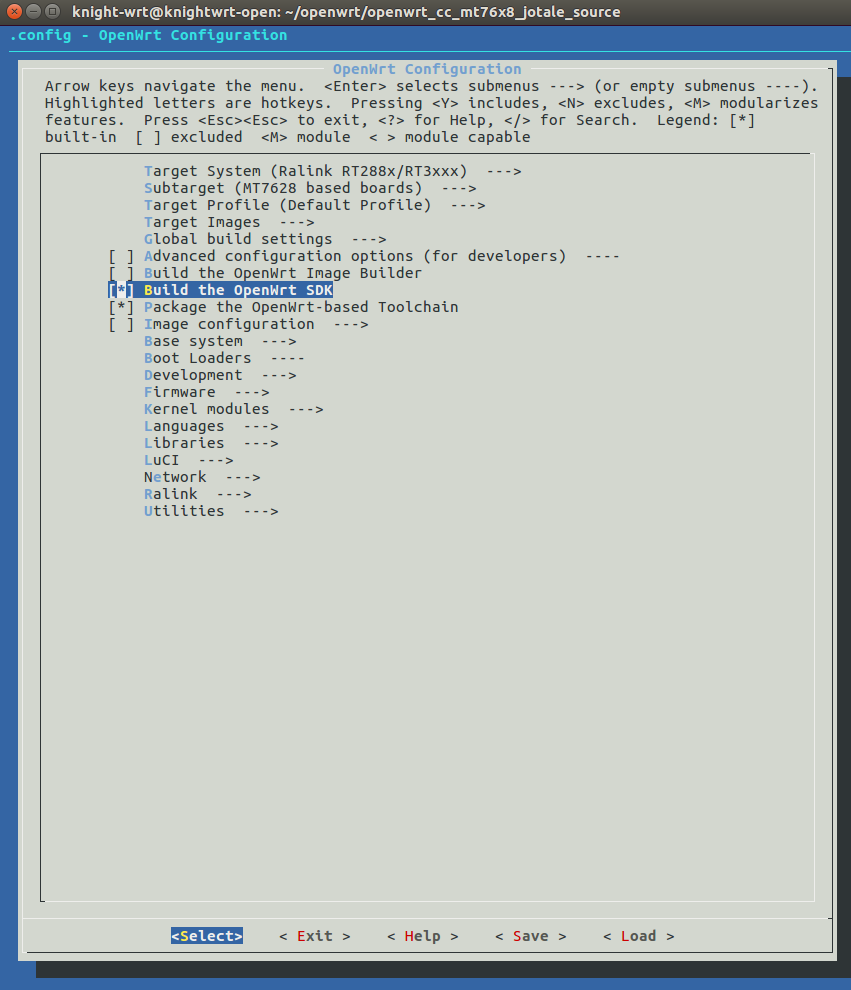 knight-wrt@knightwrt-open: ~/openwrt/openwrt_cc_mt76x8_jotale_source
.config - OpenWrt Configuration
OpenWrt Configuration
Arrow keys navigate the menu.  <Enter> selects submenus ---> (or empty submenus ----).
Highlighted letters are hotkeys.  Pressing <Y> includes, <N> excludes, <M> modularizes
features.  Press <Esc><Esc> to exit, <?> for Help, </> for Search.  Legend: [*]
built-in  [ ] excluded  <M> module  < > module capable
Target System (Ralink RT288x/RT3xxx)  --->
Subtarget (MT7628 based boards)  --->
Target Profile (Default Profile)  --->
Target Images  --->
Global build settings  --->
[ ] Advanced configuration options (for developers)  ----
[ ] Build the OpenWrt Image Builder
[*] Build the OpenWrt SDK
[*] Package the OpenWrt-based Toolchain
[ ] Image configuration  --->
Base system  --->
Boot Loaders  ----
Development  --->
Firmware  --->
Kernel modules  --->
Languages  --->
Libraries  --->
LuCI  --->
Network  --->
Ralink  --->
Utilities  --->
<Select>    < Exit >    < Help >    < Save >    < Load >